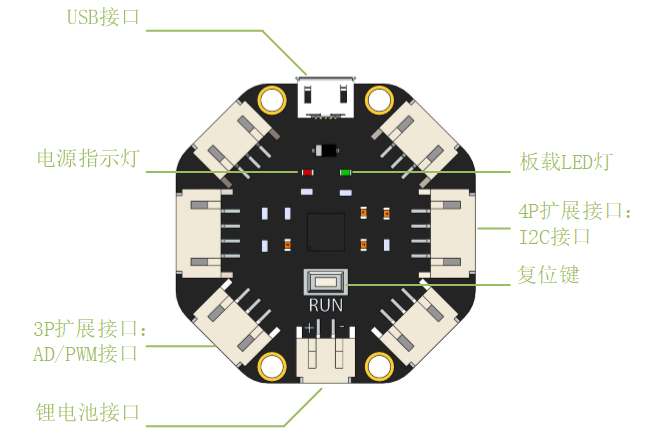 USB接口
电源指示灯
板载LED灯
4P扩展接口：
I2C接口
复位键
RUN
+ -
3P扩展接口：
AD/PWM接口
锂电池接口